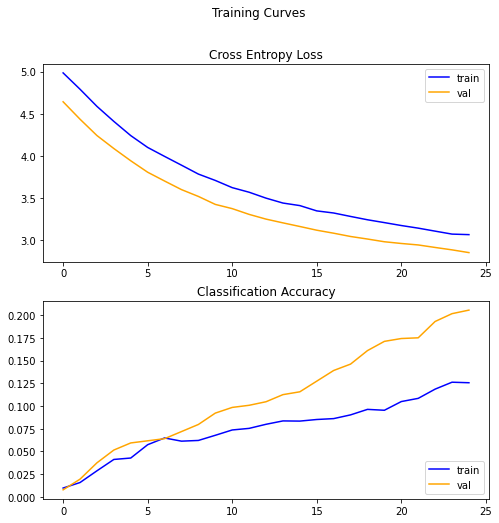 Training Curves
Cross Entropy Loss
5.0
4.5
4.0
3.5
3.0
train
val
0 5 10 15 20 25
Classification Accuracy
0.200
0.175
0.150
0.125
0.100
0.075
0.050
0.025
0.000
train
val
0 5 10 15 20 25